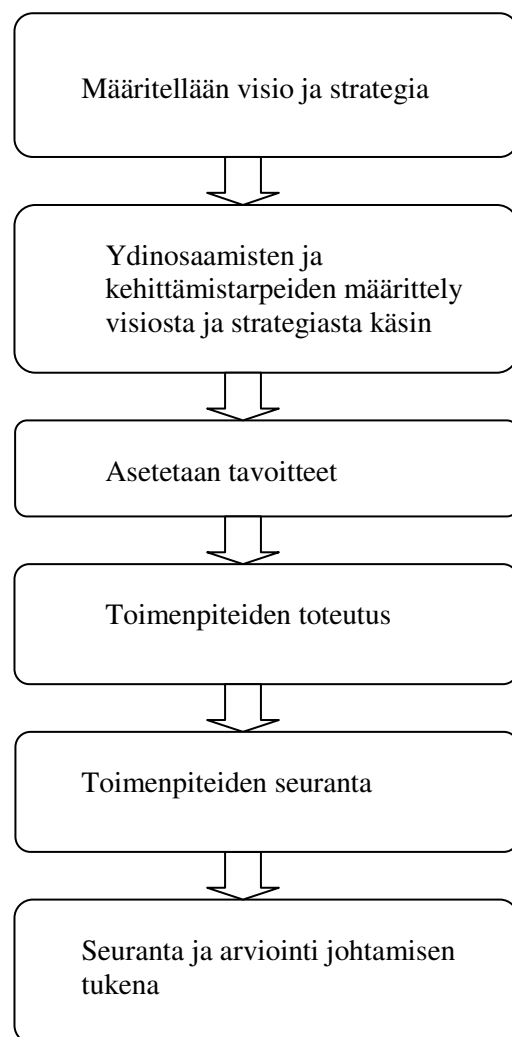 Määritellään visio ja strategia
Ydinosaamisten ja
kehittämistarpeiden määrittely
visiosta ja strategiasta käsin
Asetetaan tavoitteet
Toimenpiteiden toteutus
Toimenpiteiden seuranta
Seuranta ja arviointi johtamisen
tukena